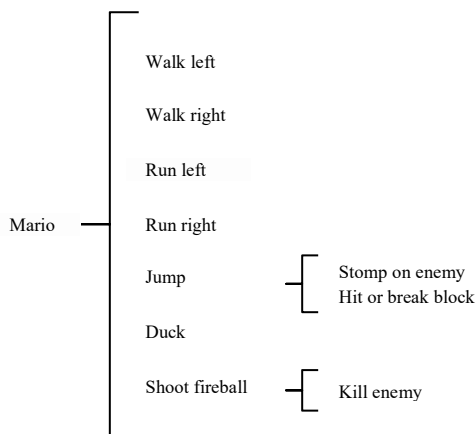 Walk left
Walk right
Run left
Mario
Run right
Jump
Stomp on enemy
Hit or break block
Duck
Shoot fireball
Kill enemy